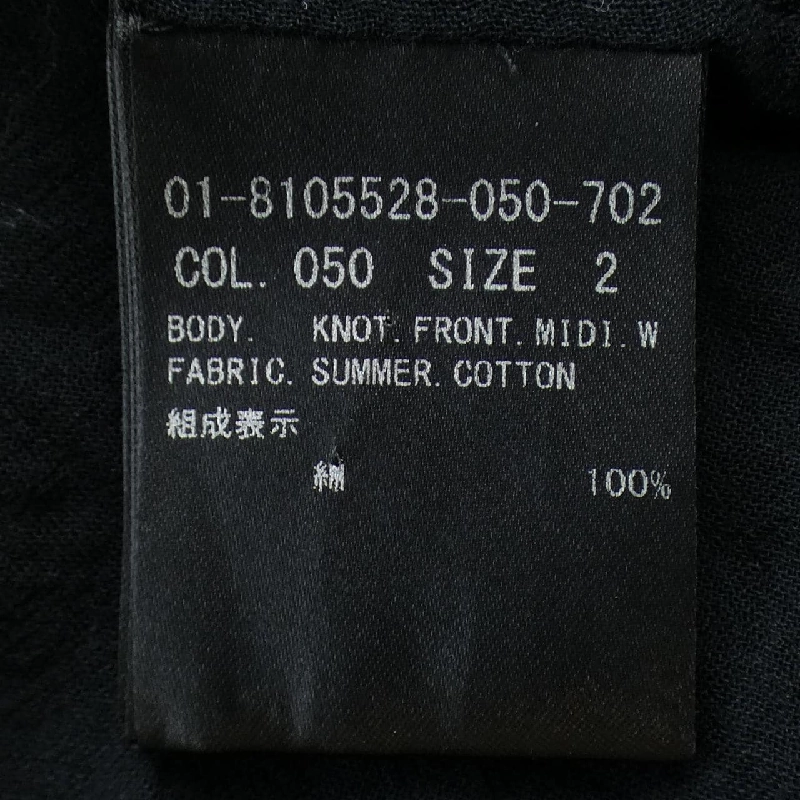 01-8105528-050-702
COL. 050 SIZE 2
BODY. KNOT.FRONT.MIDI.W
FABRIC. SUMMER.COTTON
組成表示
綿 100%